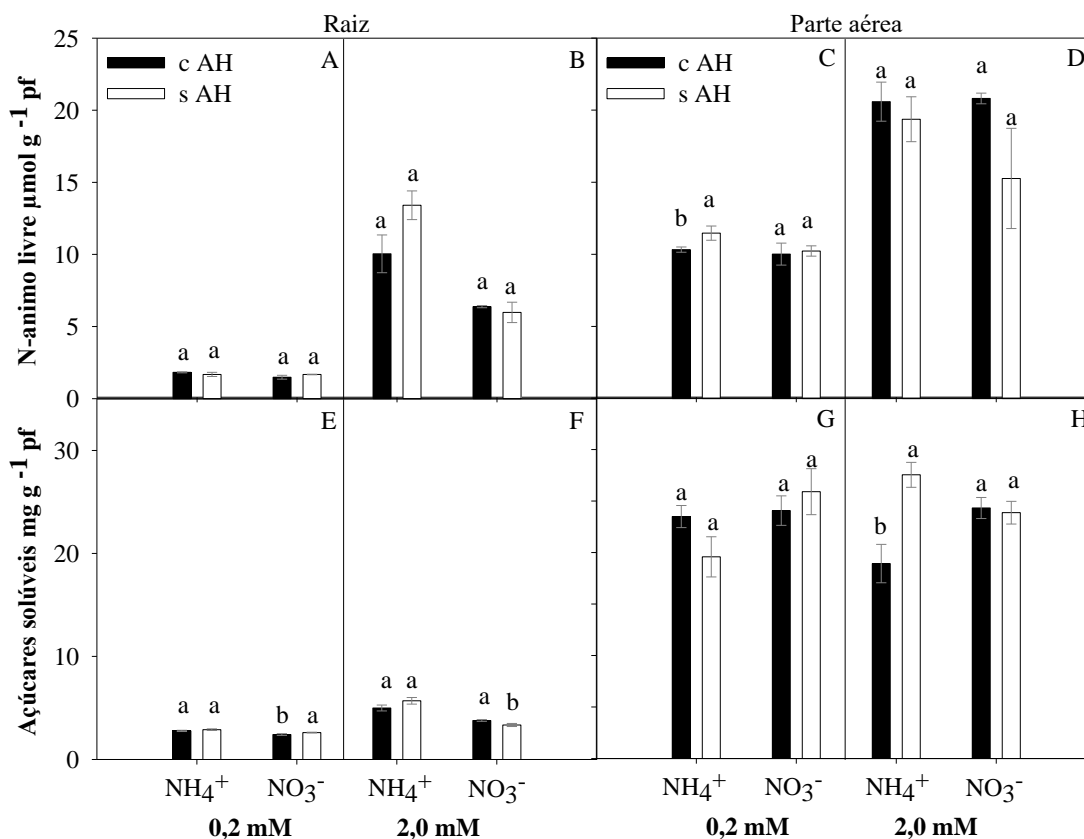 Raiz Parte aérea
25 A B C D
c AH c AH
s AH s AH
a a a a
20
a a
15
a a
b a a a
10
a a
5
a a a a
0
N-animo livre µmol g -1 pf
E F G H
30
a a a a a a
a b
20
10
a a b a a a a b
0
Açúcares solúveis mg g -1 pf
NH4+ NO3- NH4+ NO3- NH4+ NO3- NH4+ NO3-
0,2 mM 2,0 mM 0,2 mM 2,0 mM